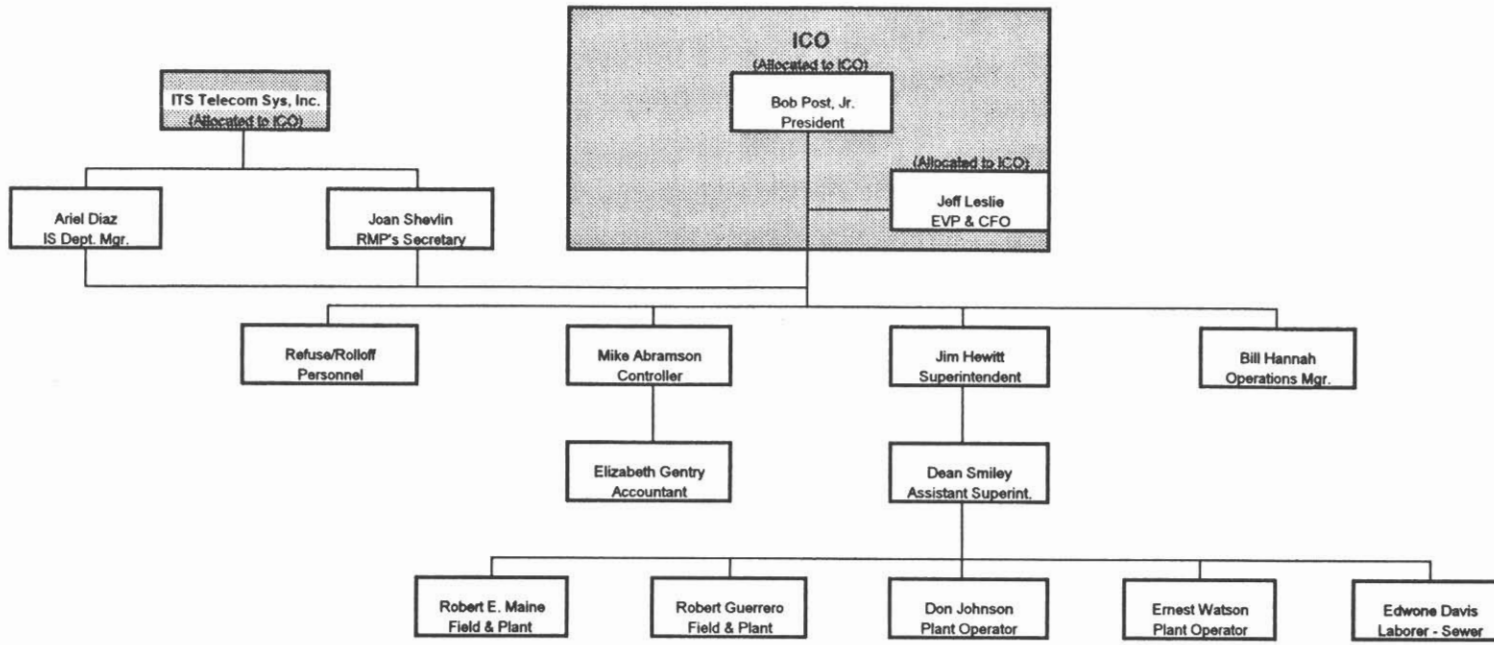 ICO
(Allocated to ICO)
Bob Post, Jr.
President
ITS Telecom Sys, Inc.
(Allocated to ICO)
(Allocated to ICO)
Jeff Leslie
EVP & CFO
Ariel Diaz
IS Dept. Mgr.
Joan Shevlin
RMP's Secretary
Refuse/Rolloff
Personnel
Mike Abramson
Controller
Jim Hewitt
Superintendent
Bill Hannah
Operations Mgr.
Elizabeth Gentry
Accountant
Dean Smiley
Assistant Superint.
Robert E. Maine
Field & Plant
Robert Guerrero
Field & Plant
Don Johnson
Plant Operator
Ernest Watson
Plant Operator
Edwone Davis
Laborer - Sewer